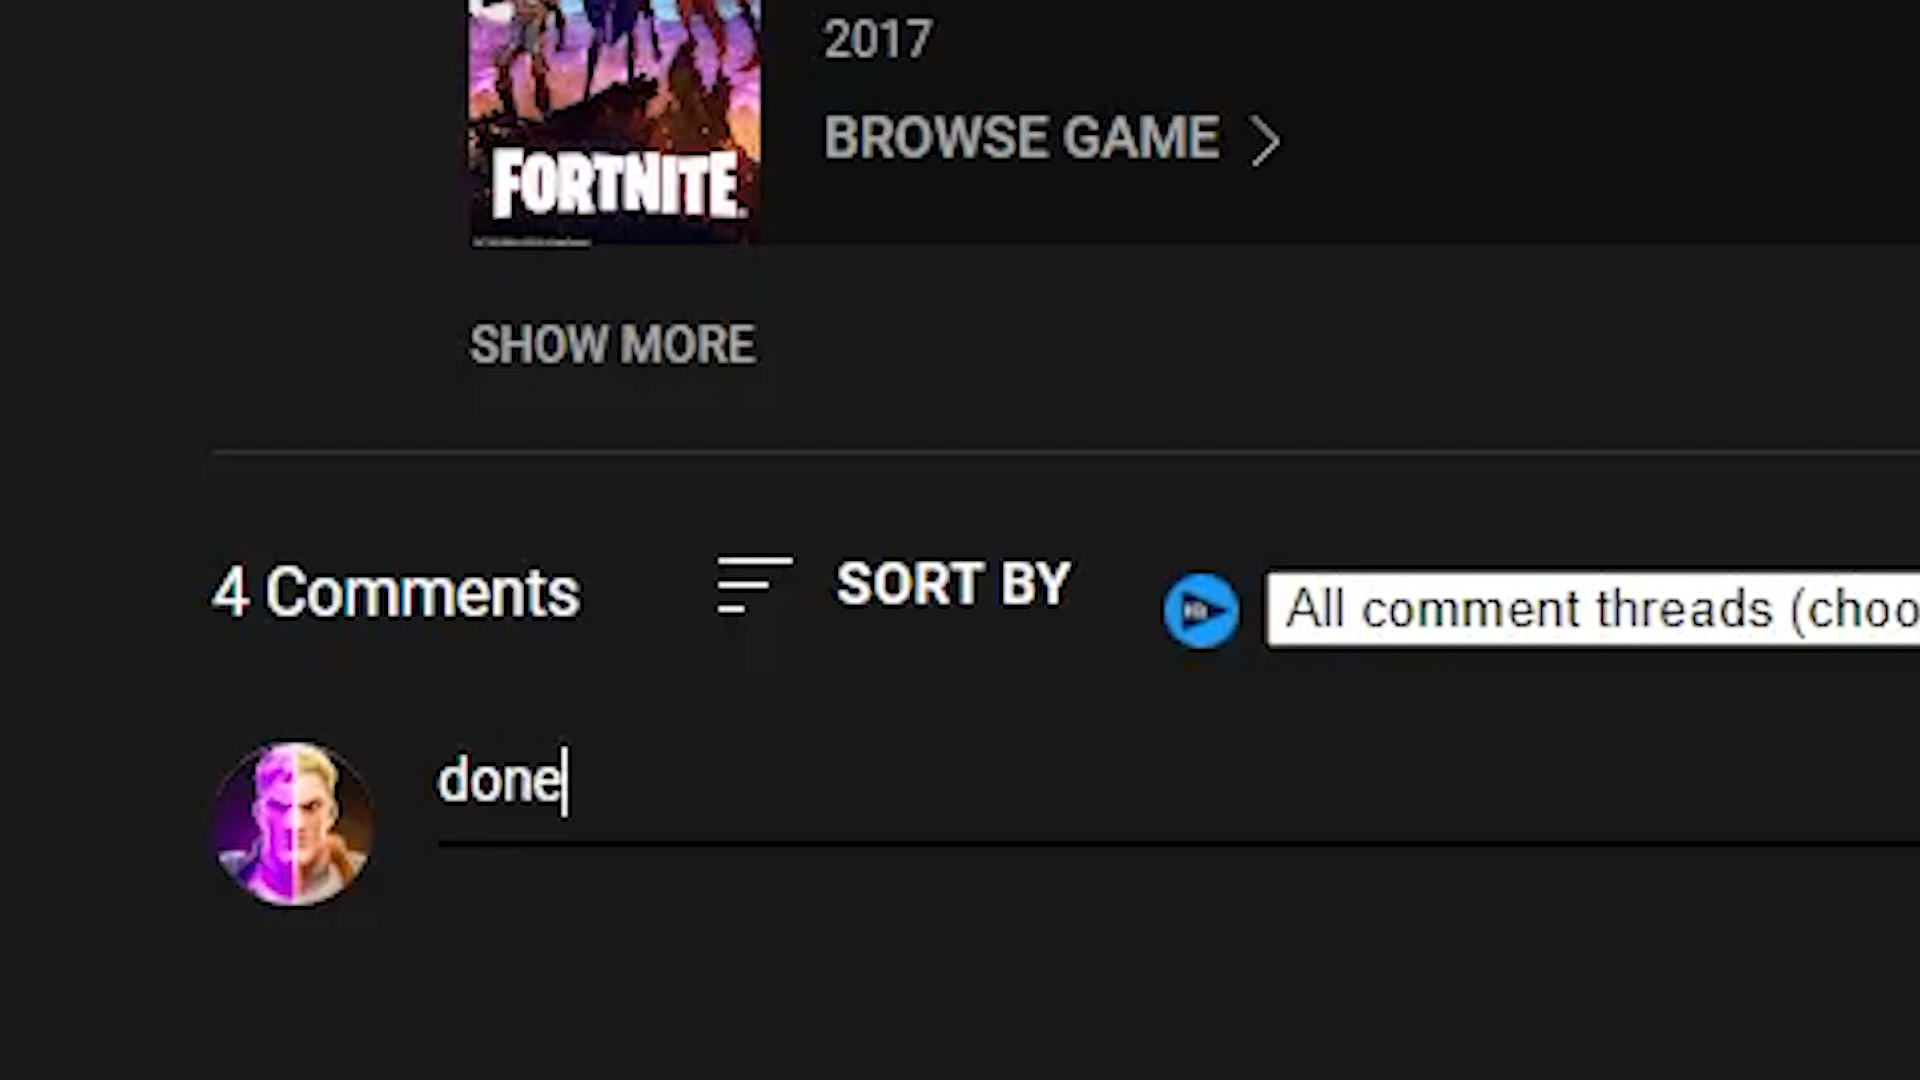 2017
BROWSE GAME
FORTNITE
SHOW MORE
4 Comments
SORT BY
All comment threads (choo
done